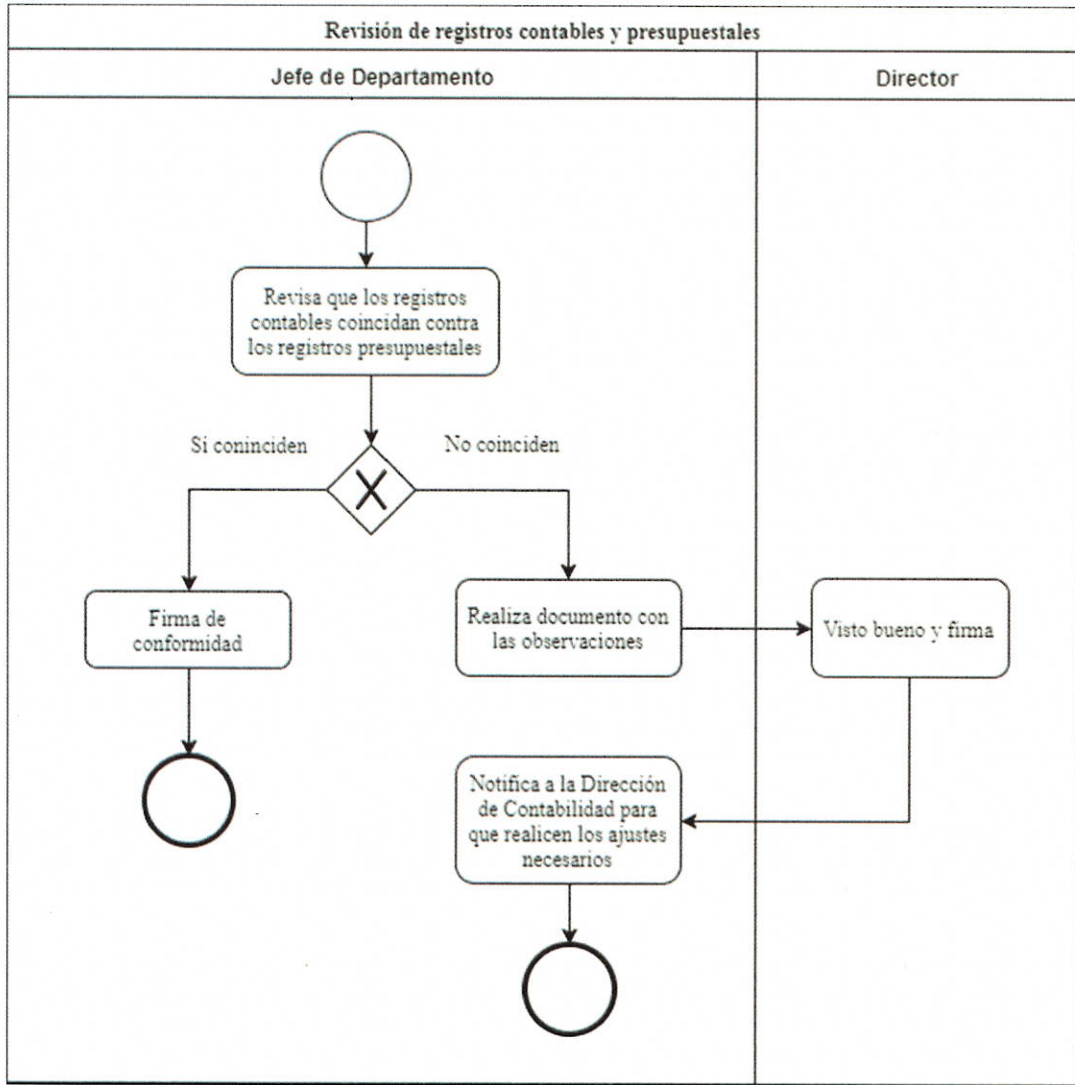 Revisión de registros contables y presupuestales
Jefe de Departamento
Director
Revisa que los registros
contables coincidan contra
los registros presupuestales
Si coninciden
No coinciden
Firma de
conformidad
Realiza documento con
las observaciones
Visto bueno y firma
Notifica a la Dirección
de Contabilidad para
que realicen los ajustes
necesarios